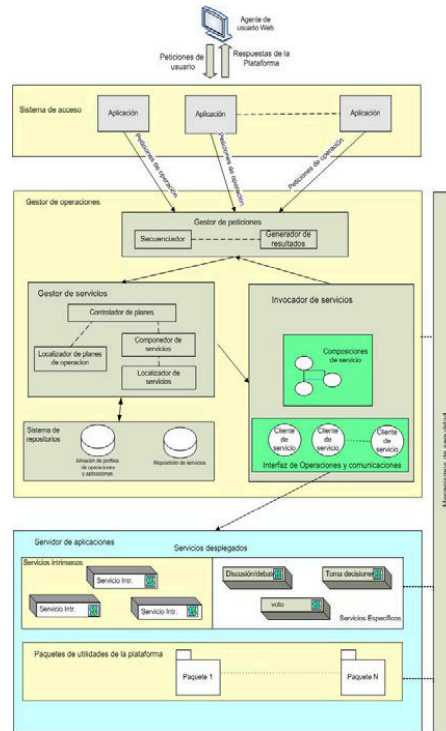 Agente de
usuario Web
Peticiones de
usuario
Respuestas de la
Plataforma
Sistema de acceso
Aplicación
Aplicación
Aplicación
Peticiones de operación
Peticiones de operación
Peticiones de operación
Gestor de operaciones
Gestor de peticiones
Secuenciador
Generador de
resultados
Gestor de servicios
Controlador de planes
Localizador de planes
de operacion
Componedor de
servicios
Localizador de
servicios
Invocador de servicios
Composiciones
de servicio
Cliente
de
servicio
Cliente
de
servicio
Cliente
de
servicio
Interfaz de Operaciones y comunicaciones
Sistema de
repositorios
Almacén de perfiles
de operaciones
y aplicaciones
Repositorio de servicios
Mecanismos de seguridad
Servidor de aplicaciones
Servicios desplegados
Servicios intrínsecos
Servicio Intr.
Servicio Intr.
Servicio Intr.
Discusión/debate
Toma decisiones
voto
Servicios Específicos
Paquetes de utilidades de la plataforma
Paquete 1
Paquete N